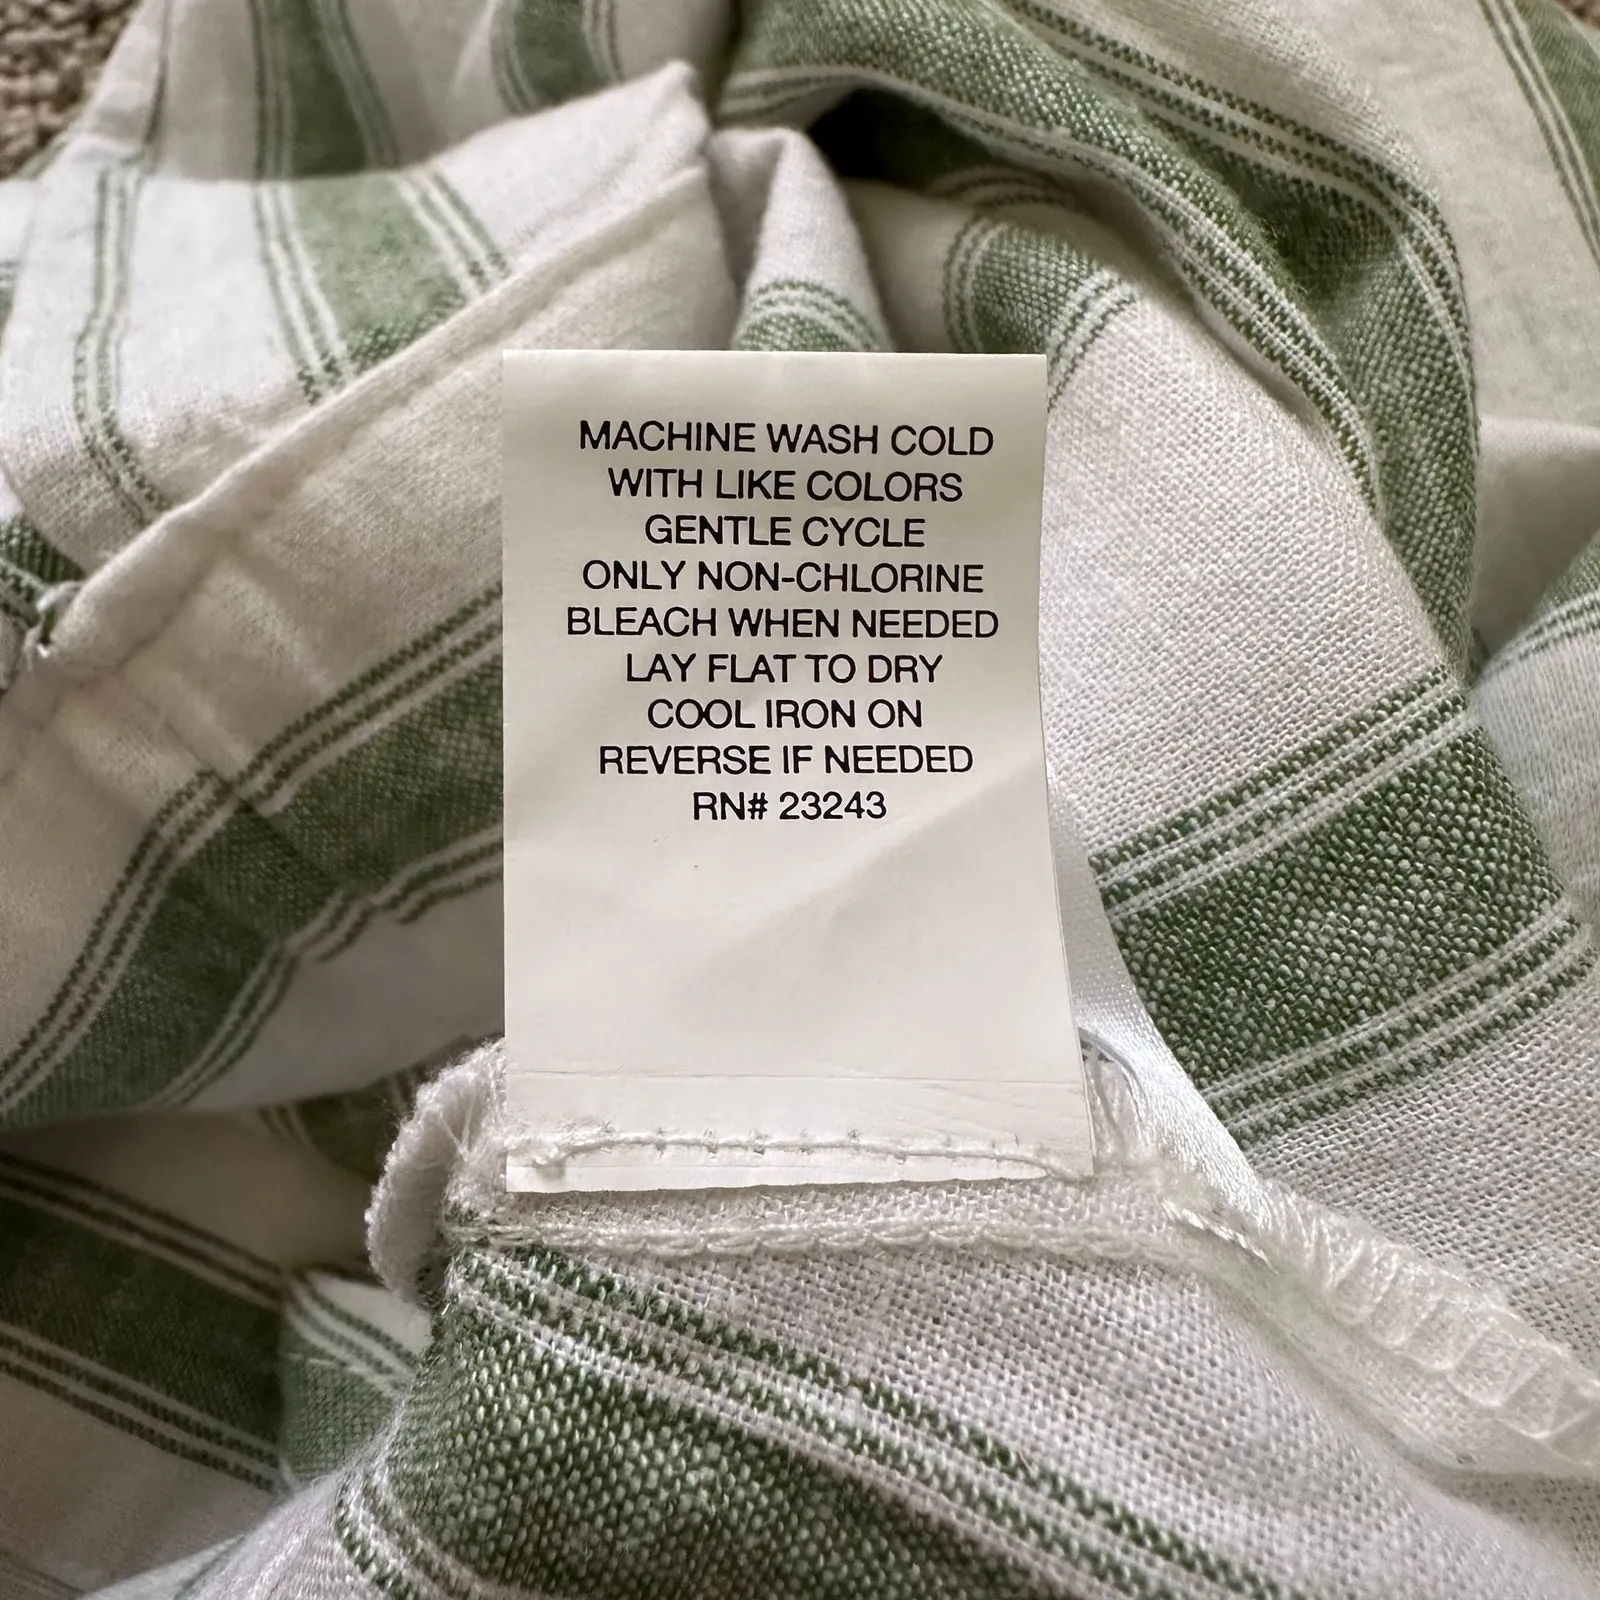 MACHINE WASH COLD
WITH LIKE COLORS
GENTLE CYCLE
ONLY NON-CHLORINE
BLEACH WHEN NEEDED
LAY FLAT TO DRY
COOL IRON ON
REVERSE IF NEEDED
RN# 23243